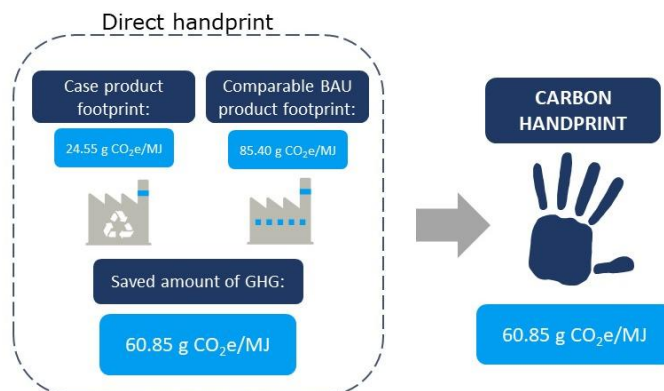 Direct handprint
Case product
footprint:
24.55 g CO₂e/MJ
Comparable BAU
product footprint:
85.40 g CO₂e/MJ
Saved amount of GHG:
60.85 g CO₂e/MJ
CARBON
HANDPRINT
60.85 g CO₂e/MJ